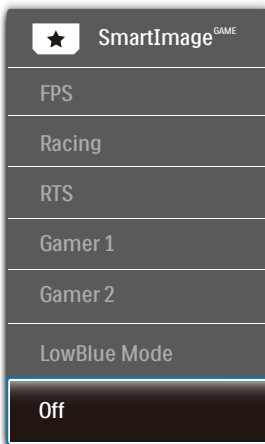 SmartImage GAME
FPS
Racing
RTS
Gamer 1
Gamer 2
LowBlue Mode
Off